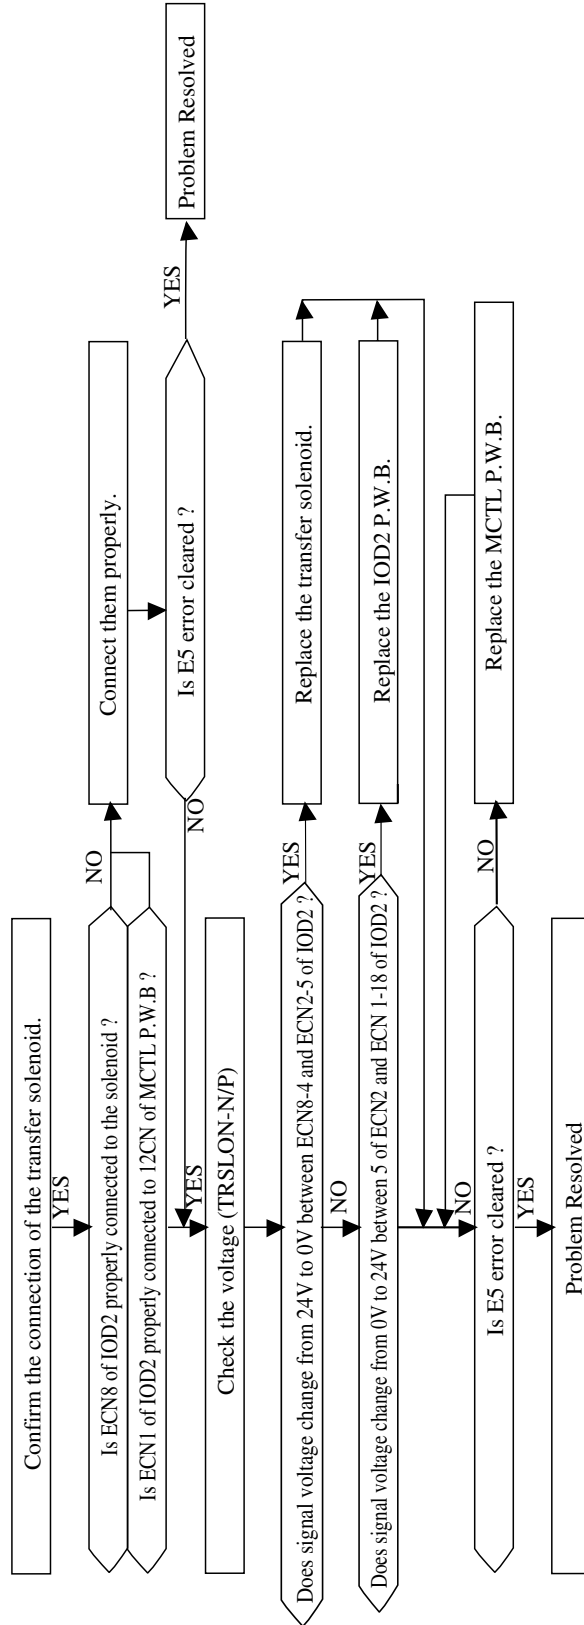 Confirm the connection of the transfer solenoid.
YES
Is ECN8 of IOD2 properly connected to the solenoid ?
NO
Connect them properly.
Is ECN1 of IOD2 properly connected to 12CN of MCTL P.W.B ?
YES
NO
Is E5 error cleared ?
YES
Problem Resolved
Check the voltage (TRSLON-N/P)
Does signal voltage change from 24V to 0V between ECN8-4 and ECN2-5 of IOD2 ?
YES
Replace the transfer solenoid.
NO
Does signal voltage change from 0V to 24V between 5 of ECN2 and ECN 1-18 of IOD2 ?
YES
Replace the IOD2 P.W.B.
NO
Is E5 error cleared ?
NO
Replace the MCTL P.W.B.
YES
Problem Resolved